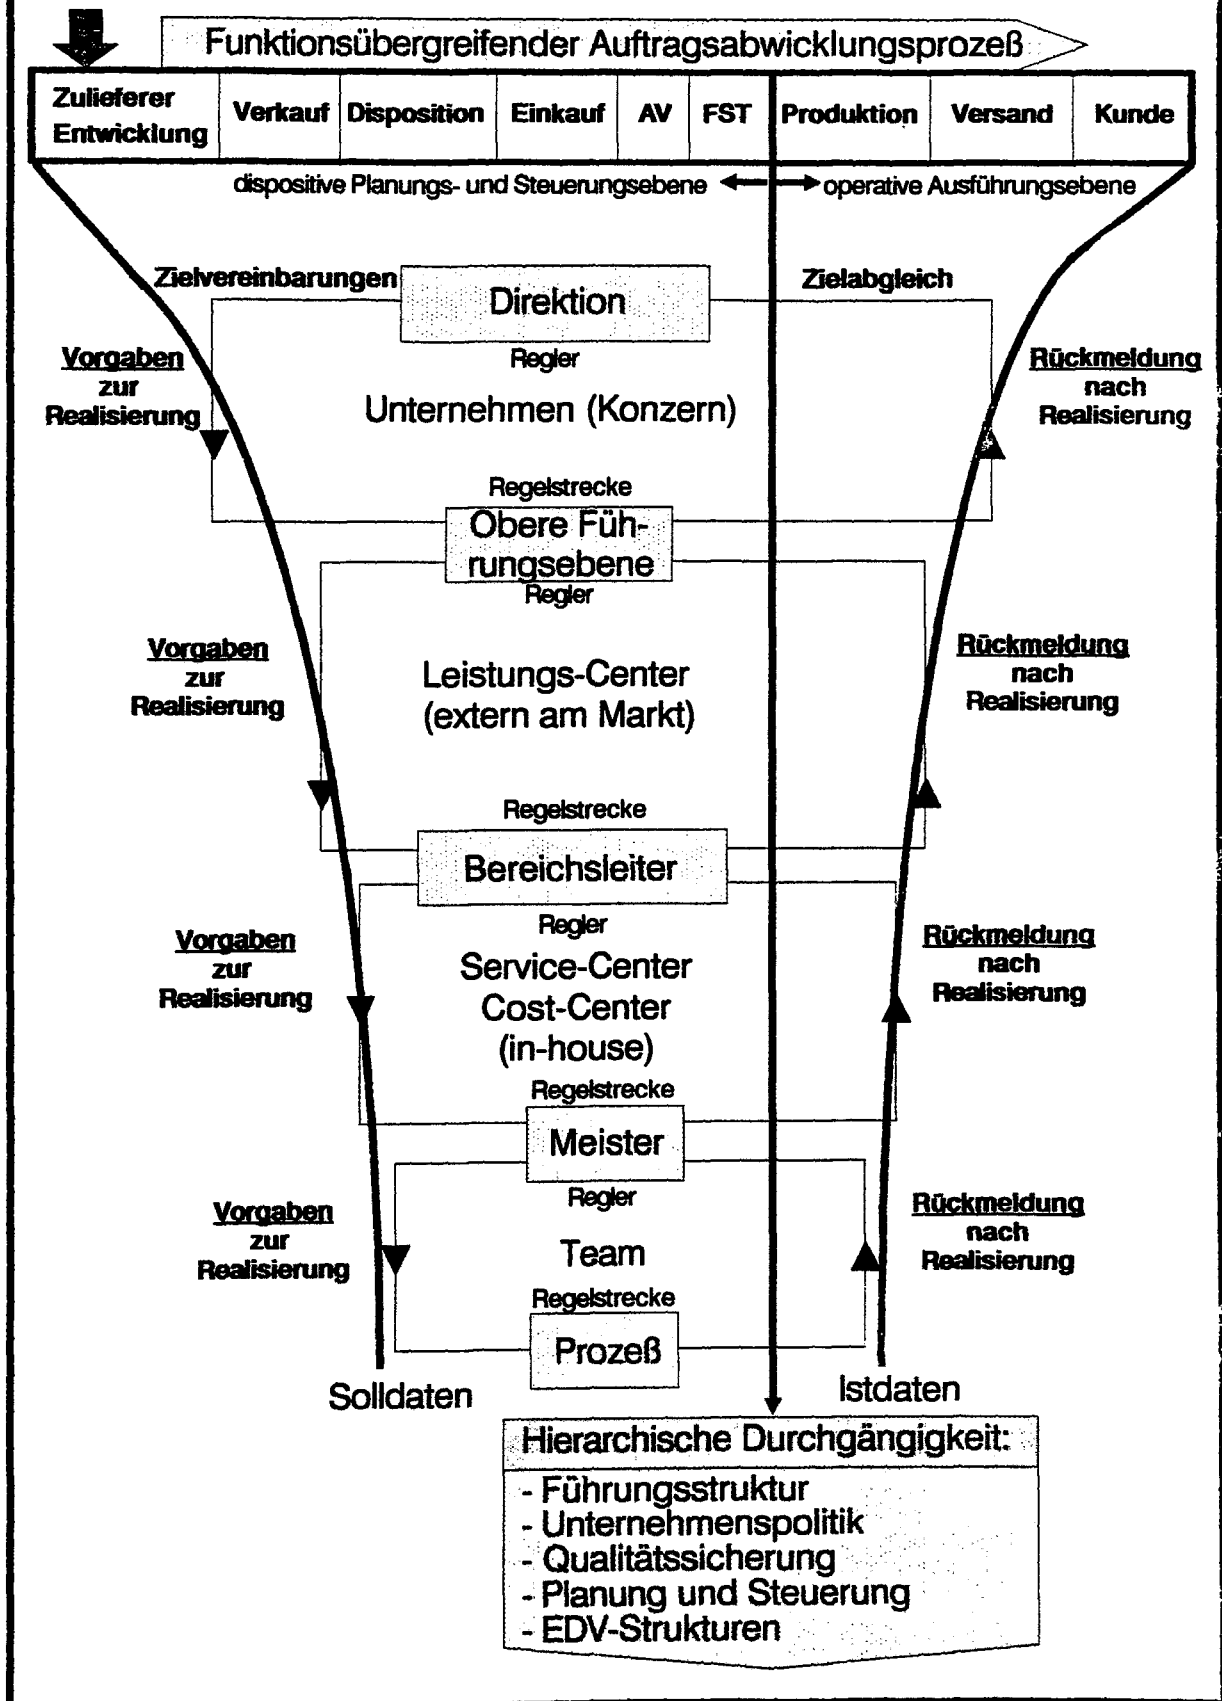 Funktionsübergreifender Auftragsabwicklungsprozeß
Zulieferer
Entwicklung
Verkauf
Disposition
Einkauf
AV
FST
Produktion
Versand
Kunde
dispositive Planungs- und Steuerungsebene
operative Ausführungsebene
Zielvereinbarungen
Direktion
Zielabgleich
Regler
Vorgaben
zur
Realisierung
Unternehmen (Konzern)
Rückmeldung
nach
Realisierung
Regelstrecke
Obere Füh-
rungsebene
Regler
Vorgaben
zur
Realisierung
Leistungs-Center
(extern am Markt)
Rückmeldung
nach
Realisierung
Regelstrecke
Bereichsleiter
Regler
Vorgaben
zur
Realisierung
Service-Center
Cost-Center
(in-house)
Rückmeldung
nach
Realisierung
Regelstrecke
Meister
Regler
Vorgaben
zur
Realisierung
Team
Rückmeldung
nach
Realisierung
Regelstrecke
Prozeß
Solldaten
Istdaten
Hierarchische Durchgängigkeit:
- Führungsstruktur
- Unternehmenspolitik
- Qualitätssicherung
- Planung und Steuerung
- EDV-Strukturen